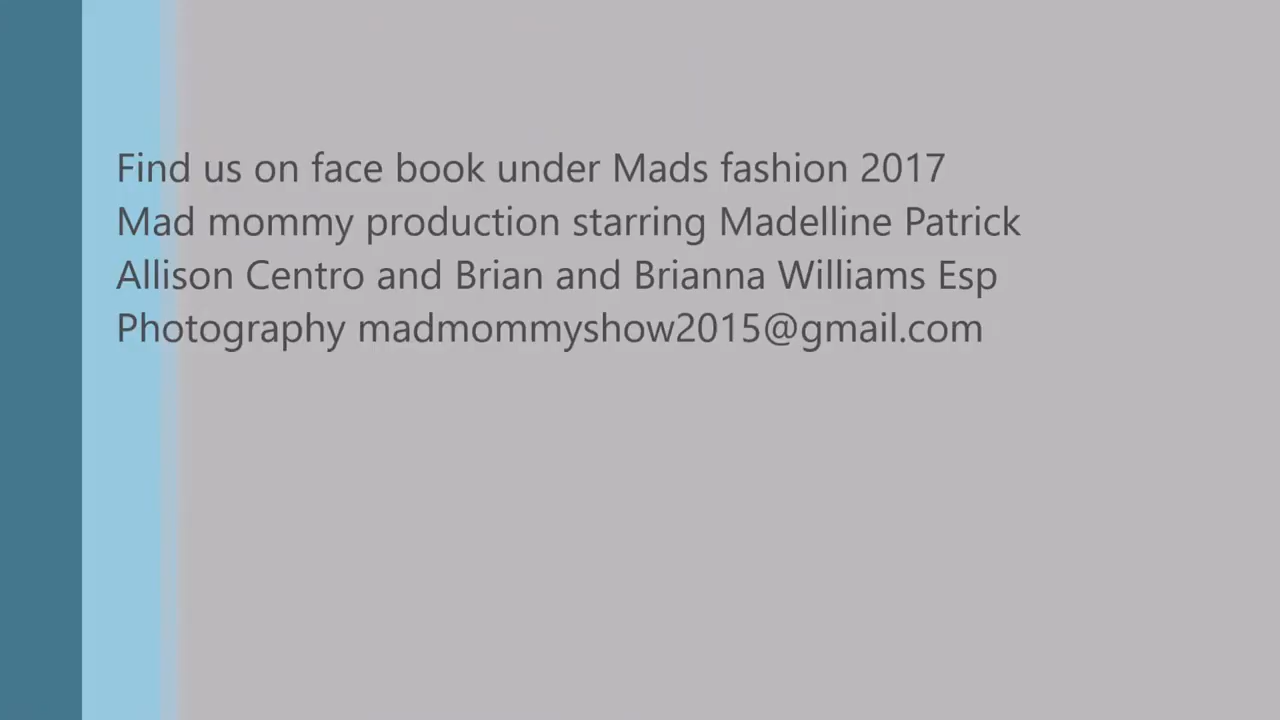 Find us on face book under Mads fashion 2017
Mad mommy production starring Madelline Patrick
Allison Centro and Brian and Brianna Williams Esp
Photography madmommyshow2015@gmail.com